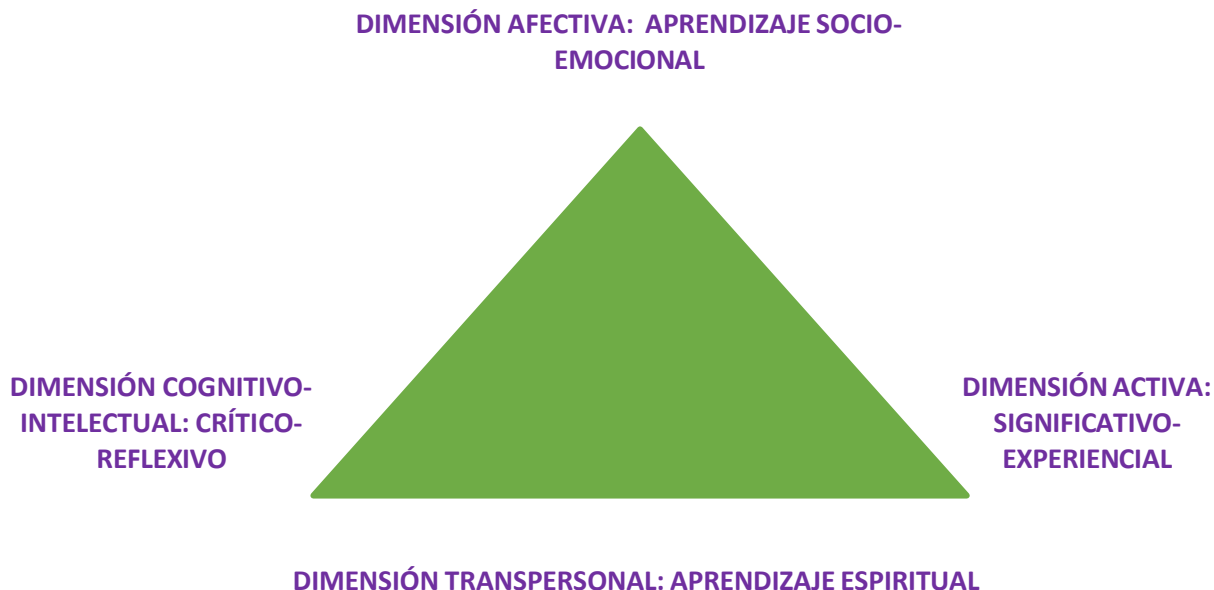 DIMENSIÓN AFECTIVA: APRENDIZAJE SOCIO-
EMOCIONAL
DIMENSIÓN COGNITIVO-
INTELECTUAL: CRÍTICO-
REFLEXIVO
DIMENSIÓN ACTIVA:
SIGNIFICATIVO-
EXPERIENCIAL
DIMENSIÓN TRANSPERSONAL: APRENDIZAJE ESPIRITUAL